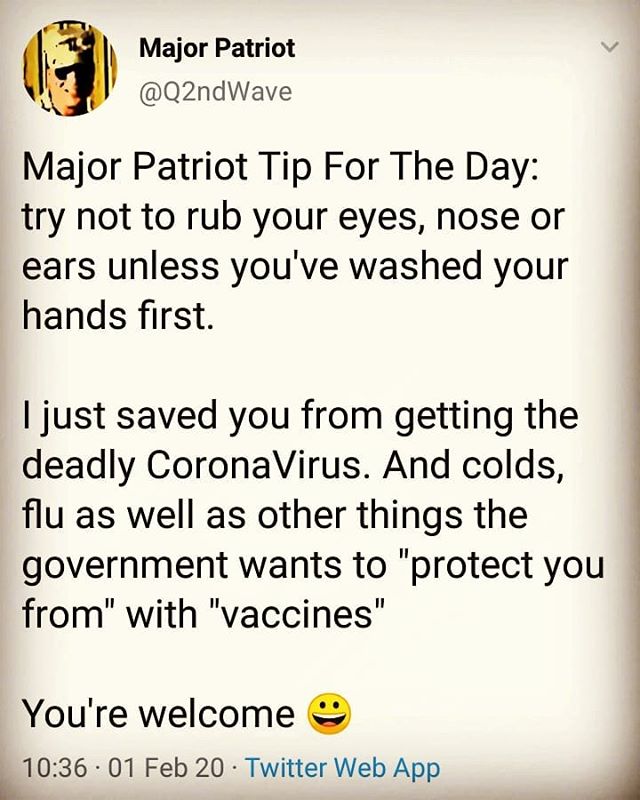 Major Patriot
@Q2ndWave
Major Patriot Tip For The Day:
try not to rub your eyes, nose or
ears unless you've washed your
hands first.
I just saved you from getting the
deadly CoronaVirus. And colds,
flu as well as other things the
government wants to "protect you
from" with "vaccines"
You're welcome 😀
10:36 · 01 Feb 20 · Twitter Web App